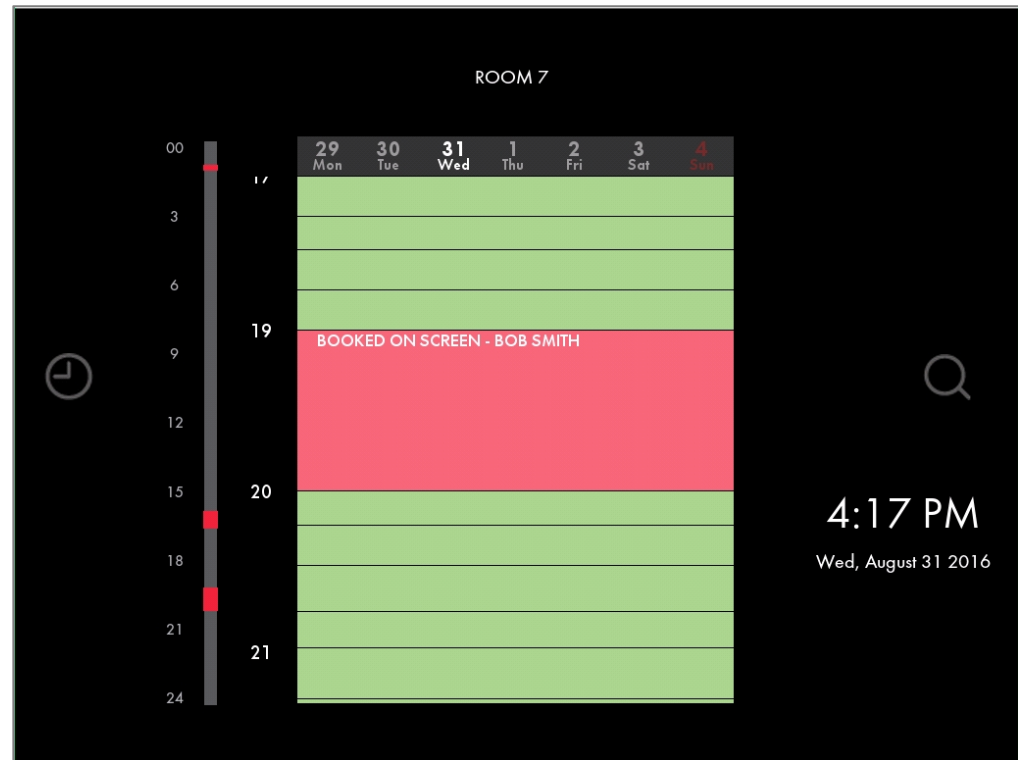 ROOM 7
29 30 31 1 2 3 4
Mon Tue Wed Thu Fri Sat Sun
00
3
6
9
12
15
18
21
24
17
19
20
21
BOOKED ON SCREEN - BOB SMITH
4:17 PM
Wed, August 31 2016